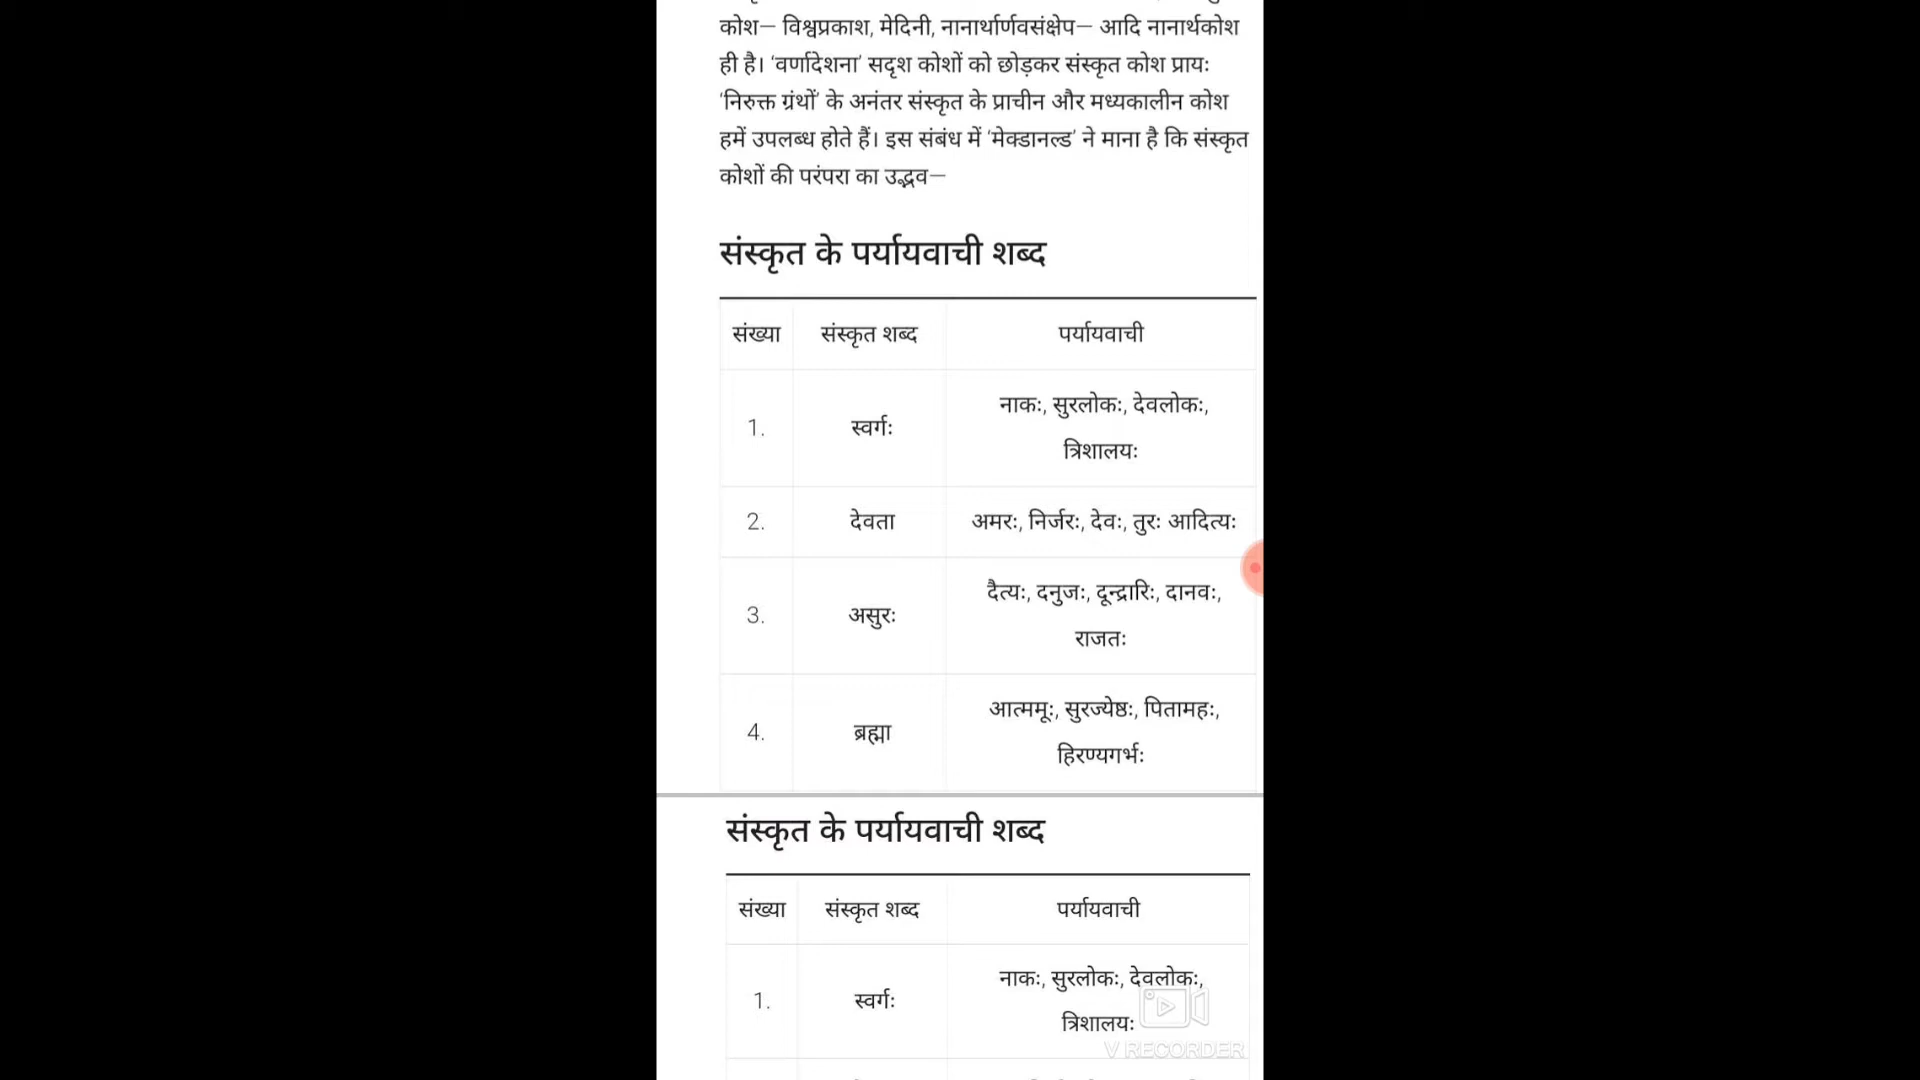 कोश— विश्वप्रकाश, मेदिनी, नानार्थार्णवसंक्षेप— आदि नानार्थकोश
ही है। ‘वर्णादेशना’ सदृश कोशों को छोड़कर संस्कृत कोश प्रायः
‘निरुक्त ग्रंथों’ के अनंतर संस्कृत के प्राचीन और मध्यकालीन कोश
हमें उपलब्ध होते हैं। इस संबंध में ‘मेक्डानल्ड’ ने माना है कि संस्कृत
कोशों की परंपरा का उद्भव—
संस्कृत के पर्यायवाची शब्द
संख्या संस्कृत शब्द पर्यायवाची
1. स्वर्गः नाकः, सुरलोकः, देवलोकः,
त्रिशालयः
2. देवता अमरः, निर्जरः, देवः, तुरः आदित्यः
3. असुरः दैत्यः, दनुजः, दून्द्रारिः, दानवः,
राजतः
4. ब्रह्मा आत्ममूः, सुरज्येष्ठः, पितामहः,
हिरण्यगर्भः
संस्कृत के पर्यायवाची शब्द
संख्या संस्कृत शब्द पर्यायवाची
1. स्वर्गः नाकः, सुरलोकः, देवलोकः,
त्रिशालयः
V RECORDER